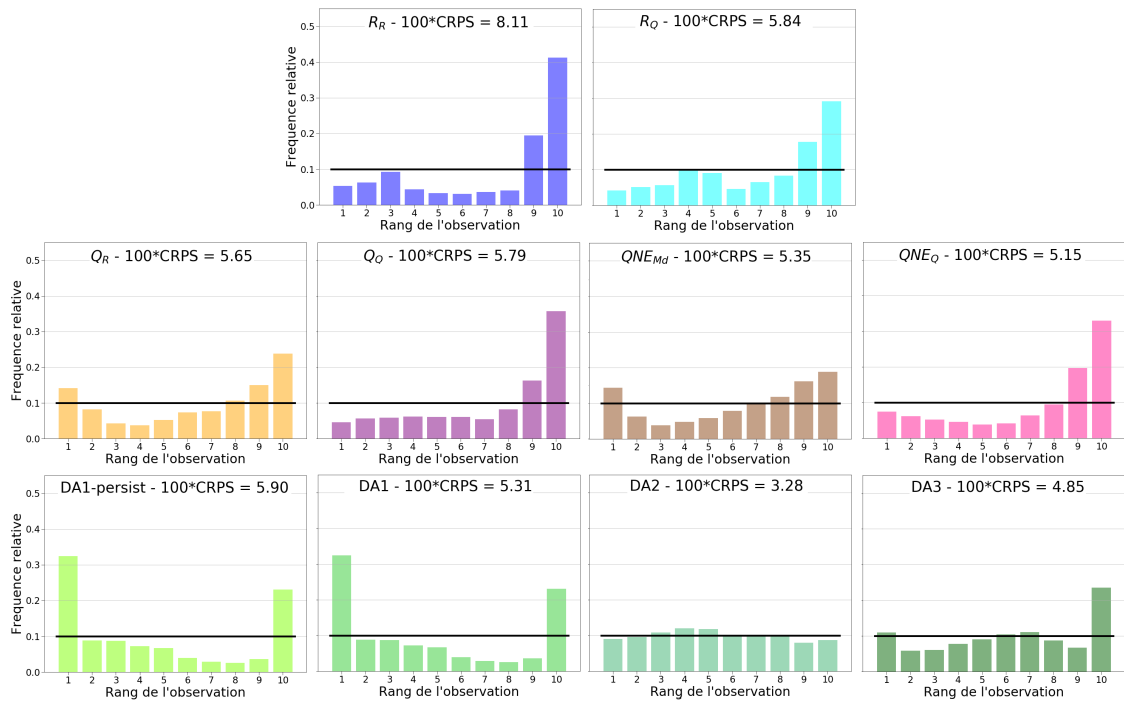 R_R - 100*CRPS = 8.11
R_Q - 100*CRPS = 5.84
Frequence relative
0.5
0.4
0.3
0.2
0.1
0.0
1 2 3 4 5 6 7 8 9 10
1 2 3 4 5 6 7 8 9 10
Rang de l'observation
Rang de l'observation
Q_R - 100*CRPS = 5.65
Q_Q - 100*CRPS = 5.79
QNE_Md - 100*CRPS = 5.35
QNE_Q - 100*CRPS = 5.15
Frequence relative
0.5
0.4
0.3
0.2
0.1
0.0
1 2 3 4 5 6 7 8 9 10
1 2 3 4 5 6 7 8 9 10
1 2 3 4 5 6 7 8 9 10
1 2 3 4 5 6 7 8 9 10
Rang de l'observation
Rang de l'observation
Rang de l'observation
Rang de l'observation
DA1-persist - 100*CRPS = 5.90
DA1 - 100*CRPS = 5.31
DA2 - 100*CRPS = 3.28
DA3 - 100*CRPS = 4.85
Frequence relative
0.5
0.4
0.3
0.2
0.1
0.0
1 2 3 4 5 6 7 8 9 10
1 2 3 4 5 6 7 8 9 10
1 2 3 4 5 6 7 8 9 10
1 2 3 4 5 6 7 8 9 10
Rang de l'observation
Rang de l'observation
Rang de l'observation
Rang de l'observation